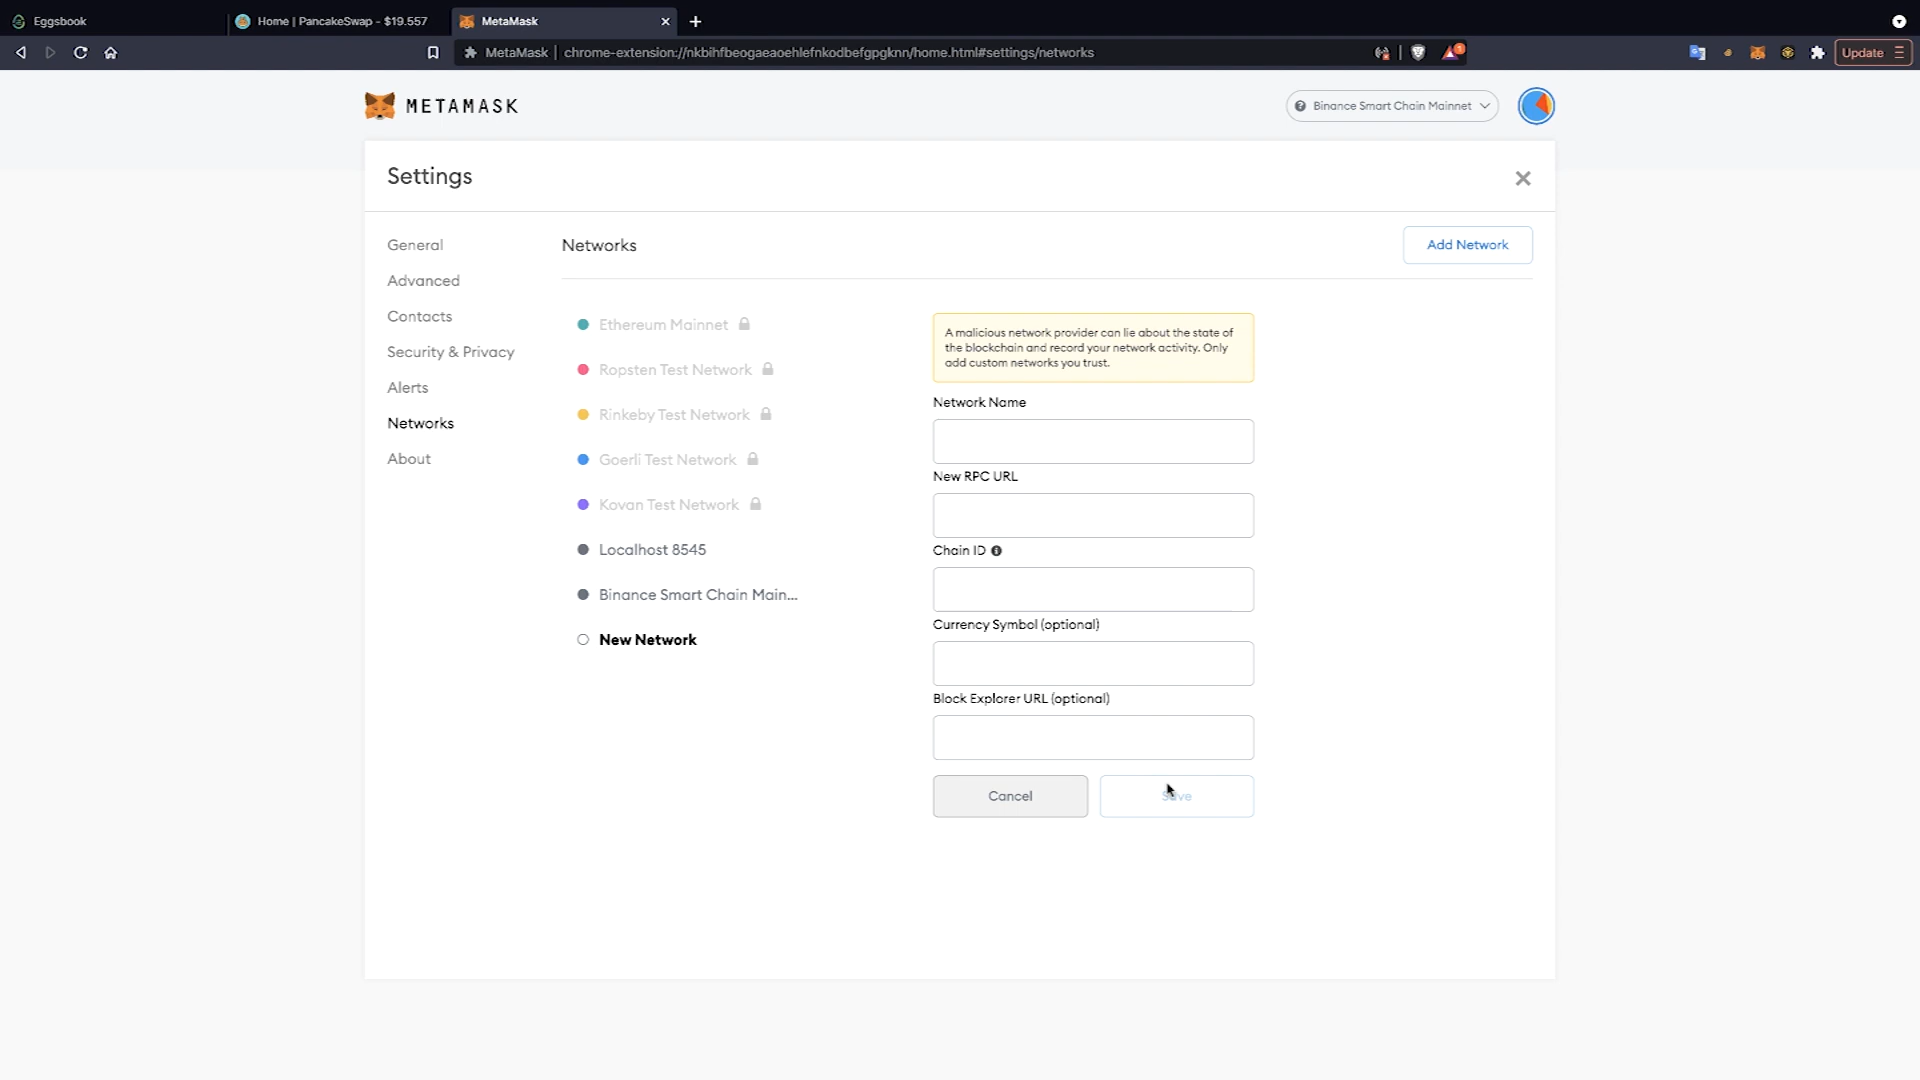 Eggsbook
Home | PancakeSwap - $19.557
MetaMask
MetaMask
chrome-extension://nkbihfbeogaeaoehlefnkodbefgpgknn/home.html#settings/networks
1
Update
METAMASK
Binance Smart Chain Mainnet
Settings
General
Advanced
Contacts
Security & Privacy
Alerts
Networks
About
Networks
Add Network
Ethereum Mainnet
Ropsten Test Network
Rinkeby Test Network
Goerli Test Network
Kovan Test Network
Localhost 8545
Binance Smart Chain Main...
New Network
A malicious network provider can lie about the state of
the blockchain and record your network activity. Only
add custom networks you trust.
Network Name
New RPC URL
Chain ID
Currency Symbol (optional)
Block Explorer URL (optional)
Cancel
Save